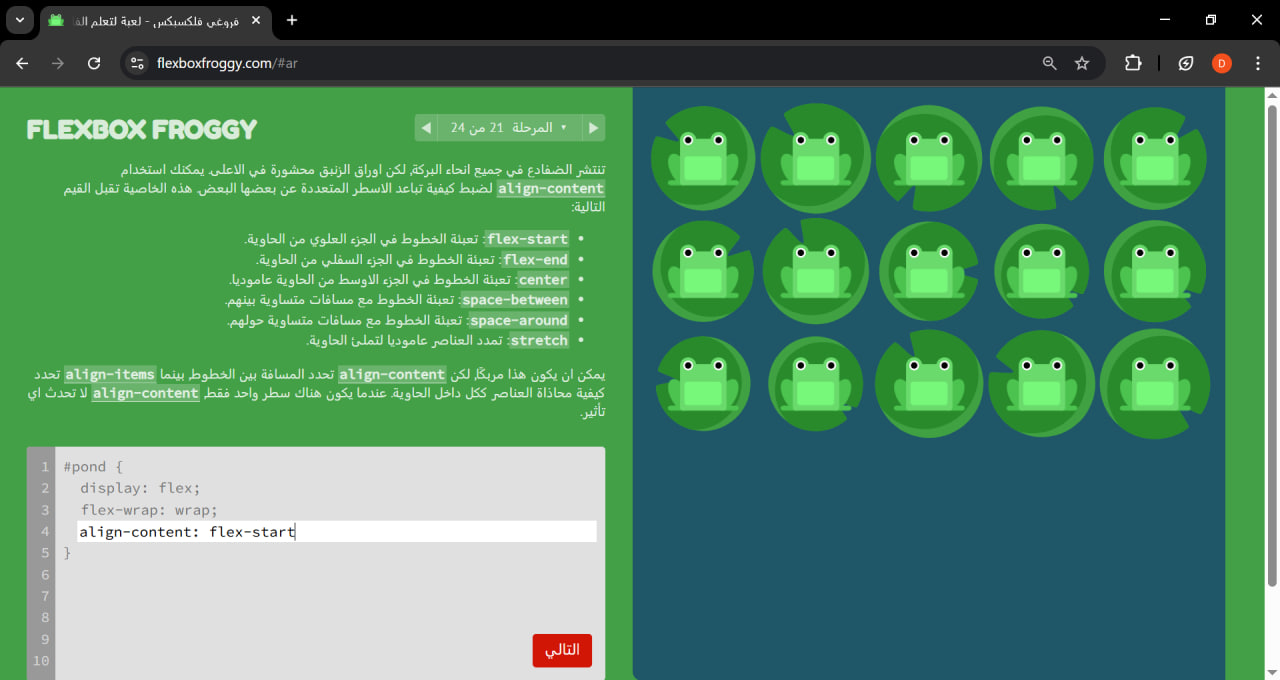 فروغي فلكسبكس - لعبة لتعلم
flexboxfroggy.com/#ar
D
FLEXBOX FROGGY
المرحلة 21 من 24
تنتشر الضفادع في جميع انحاء البركة, لكن اوراق الزنبق محشورة في الاعلى. يمكنك استخدام
align-content لضبط كيفية تباعد الاسطر المتعددة عن بعضها البعض. هذه الخاصية تقبل القيم
التالية:
flex-start: تعبئة الخطوط في الجزء العلوي من الحاوية.
flex-end: تعبئة الخطوط في الجزء السفلي من الحاوية.
center: تعبئة الخطوط في الجزء الاوسط من الحاوية عاموديا.
space-between: تعبئة الخطوط مع مسافات متساوية بينهم.
space-around: تعبئة الخطوط مع مسافات متساوية حولهم.
stretch: تمدد العناصر عاموديا لتملئ الحاوية.
يمكن ان يكون هذا مربكًا, لكن align-content تحدد المسافة بين الخطوط, بينما align-items تحدد
كيفية محاذاة العناصر ككل داخل الحاوية. عندما يكون هناك سطر واحد فقط, align-content لا تحدث اي
تأثير.
1 #pond {
2 display: flex;
3 flex-wrap: wrap;
4 align-content: flex-start
5 }
6
7
8
9
10
التالي